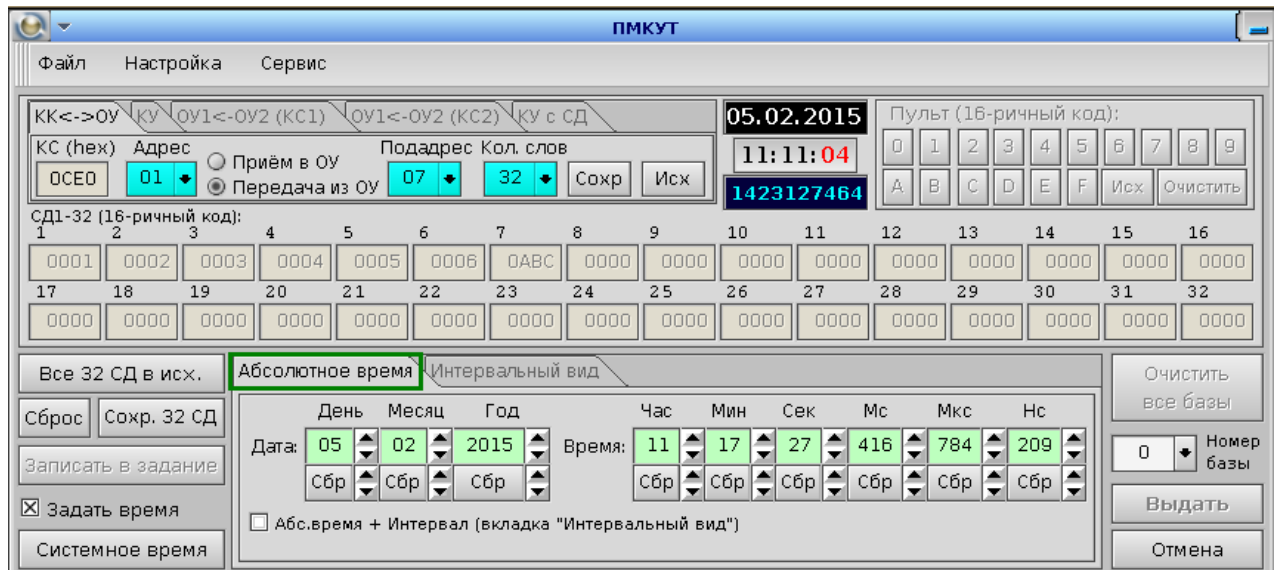 ПМКУТ
Файл Настройка Сервис
КК<->ОУ КУ ОУ1<-ОУ2 (КС1) ОУ1<-ОУ2 (КС2) КУ с СД
КС (hex) Адрес Приём в ОУ Подадрес Кол. слов
0CE0 01 Передача из ОУ 07 32 Сохр Исх
05.02.2015
11:11:04
1423127464
Пульт (16-ричный код):
0 1 2 3 4 5 6 7 8 9
A B C D E F Исх Очистить
СД1-32 (16-ричный код):
1 2 3 4 5 6 7 8 9 10 11 12 13 14 15 16
0001 0002 0003 0004 0005 0006 0ABC 0000 0000 0000 0000 0000 0000 0000 0000 0000
17 18 19 20 21 22 23 24 25 26 27 28 29 30 31 32
0000 0000 0000 0000 0000 0000 0000 0000 0000 0000 0000 0000 0000 0000 0000 0000
Все 32 СД в исх.
Сброс Сохр. 32 СД
Записать в задание
Задать время
Системное время
Абсолютное время Интервальный вид
День Месяц Год Час Мин Сек Мс Мкс Нс
Дата: 05 02 2015 Время: 11 17 27 416 784 209
Сбр Сбр Сбр Сбр Сбр Сбр Сбр Сбр Сбр
Абс.время + Интервал (вкладка "Интервальный вид")
Очистить
все базы
0 Номер
базы
Выдать
Отмена